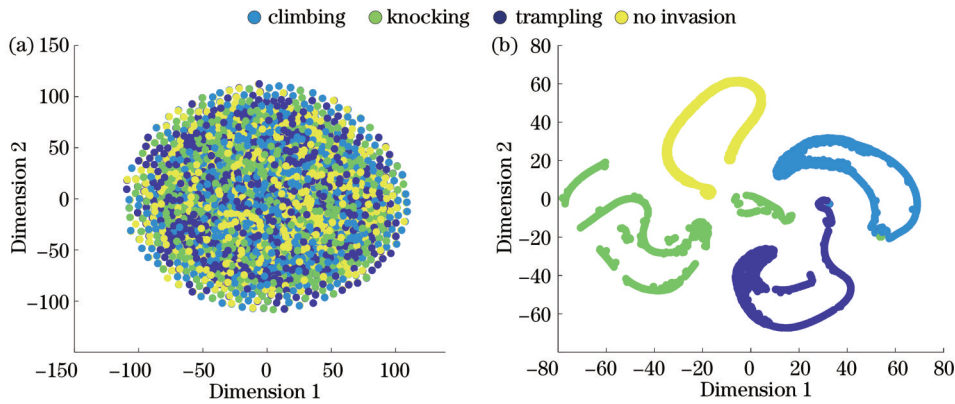 climbing knocking trampling no invasion
(a)
150
100
50
0
−50
−100
−150 −100 −50 0 50 100
Dimension 1
Dimension 2
(b)
80
60
40
20
0
−20
−40
−60
−80 −60 −40 −20 0 20 40 60 80
Dimension 1
Dimension 2